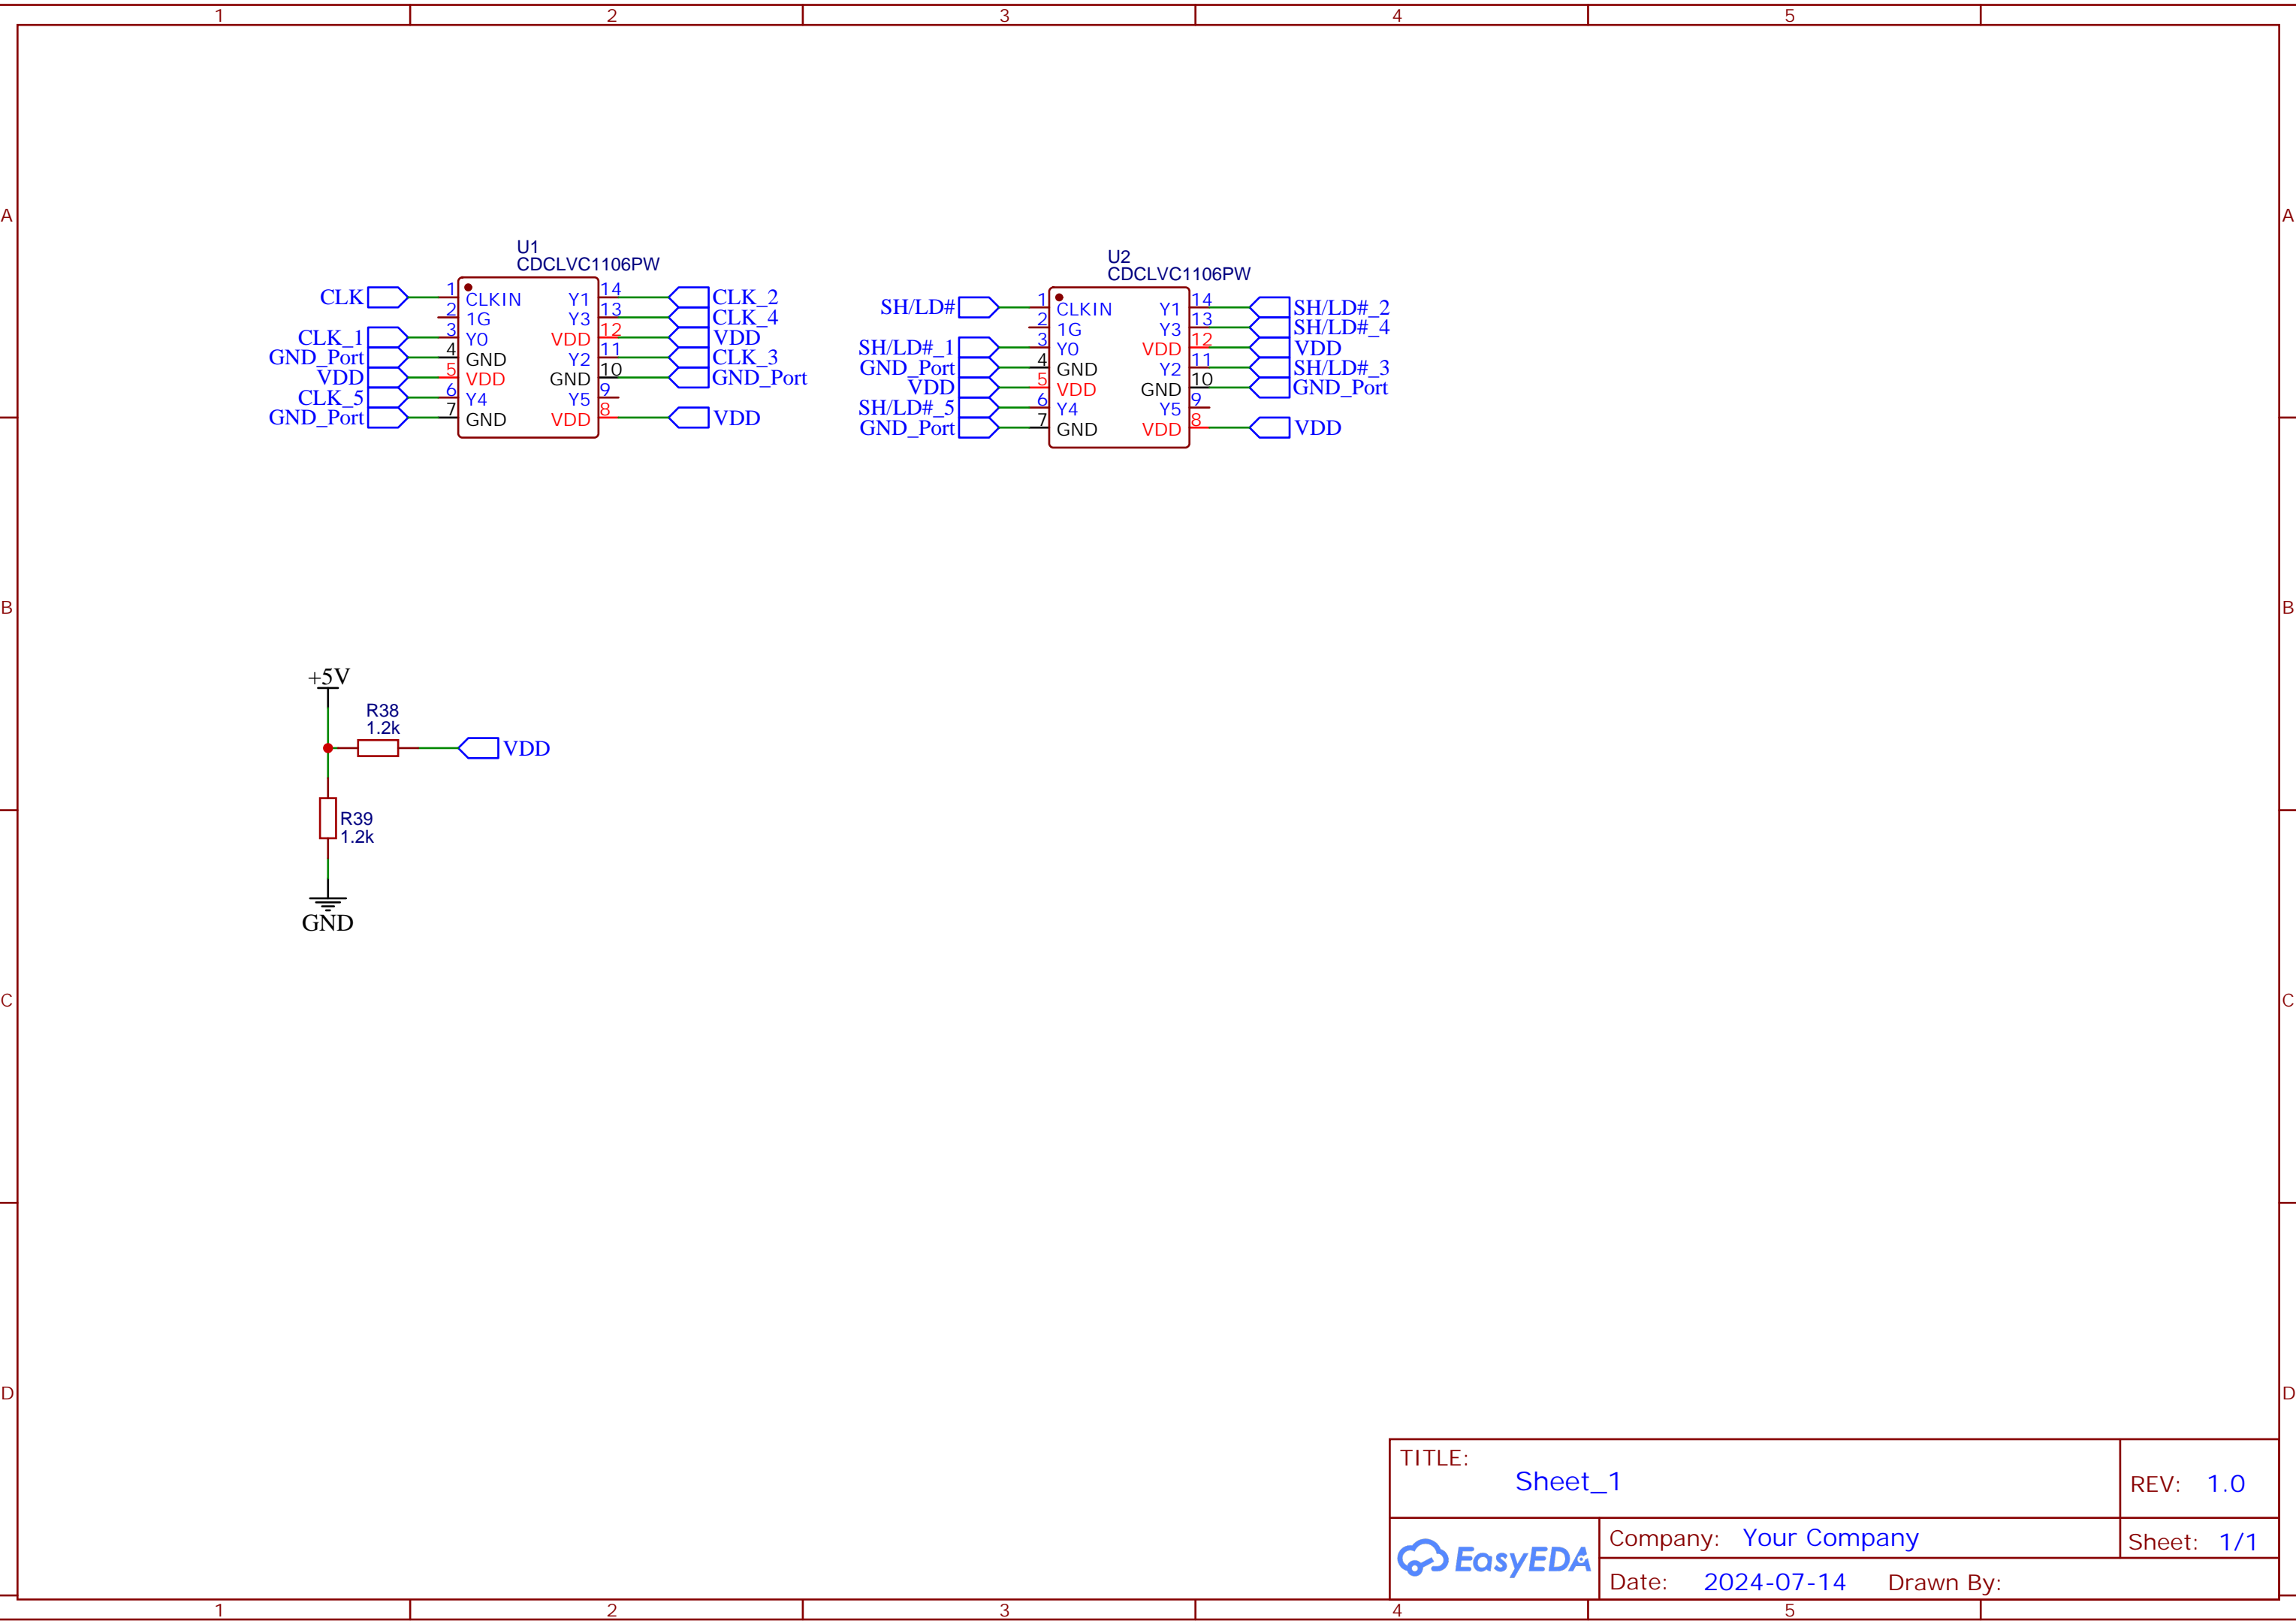 1 2 3 4 5
A A
U1
CDCLVC1106PW
CLK 1 CLKIN Y1 14 CLK_2
2 1G Y3 13 CLK_4
CLK_1 3 Y0 VDD 12 VDD
GND_Port 4 GND Y2 11 CLK_3
VDD 5 VDD GND 10 GND_Port
CLK_5 6 Y4 Y5 9
GND_Port 7 GND VDD 8 VDD
U2
CDCLVC1106PW
SH/LD# 1 CLKIN Y1 14 SH/LD#_2
2 1G Y3 13 SH/LD#_4
SH/LD#_1 3 Y0 VDD 12 VDD
GND_Port 4 GND Y2 11 SH/LD#_3
VDD 5 VDD GND 10 GND_Port
SH/LD#_5 6 Y4 Y5 9
GND_Port 7 GND VDD 8 VDD
B B
+5V
R38
1.2k
VDD
R39
1.2k
GND
C C
D D
TITLE:
Sheet_1
REV: 1.0
EasyEDA
Company: Your Company
Sheet: 1/1
Date: 2024-07-14 Drawn By:
1 2 3 4 5